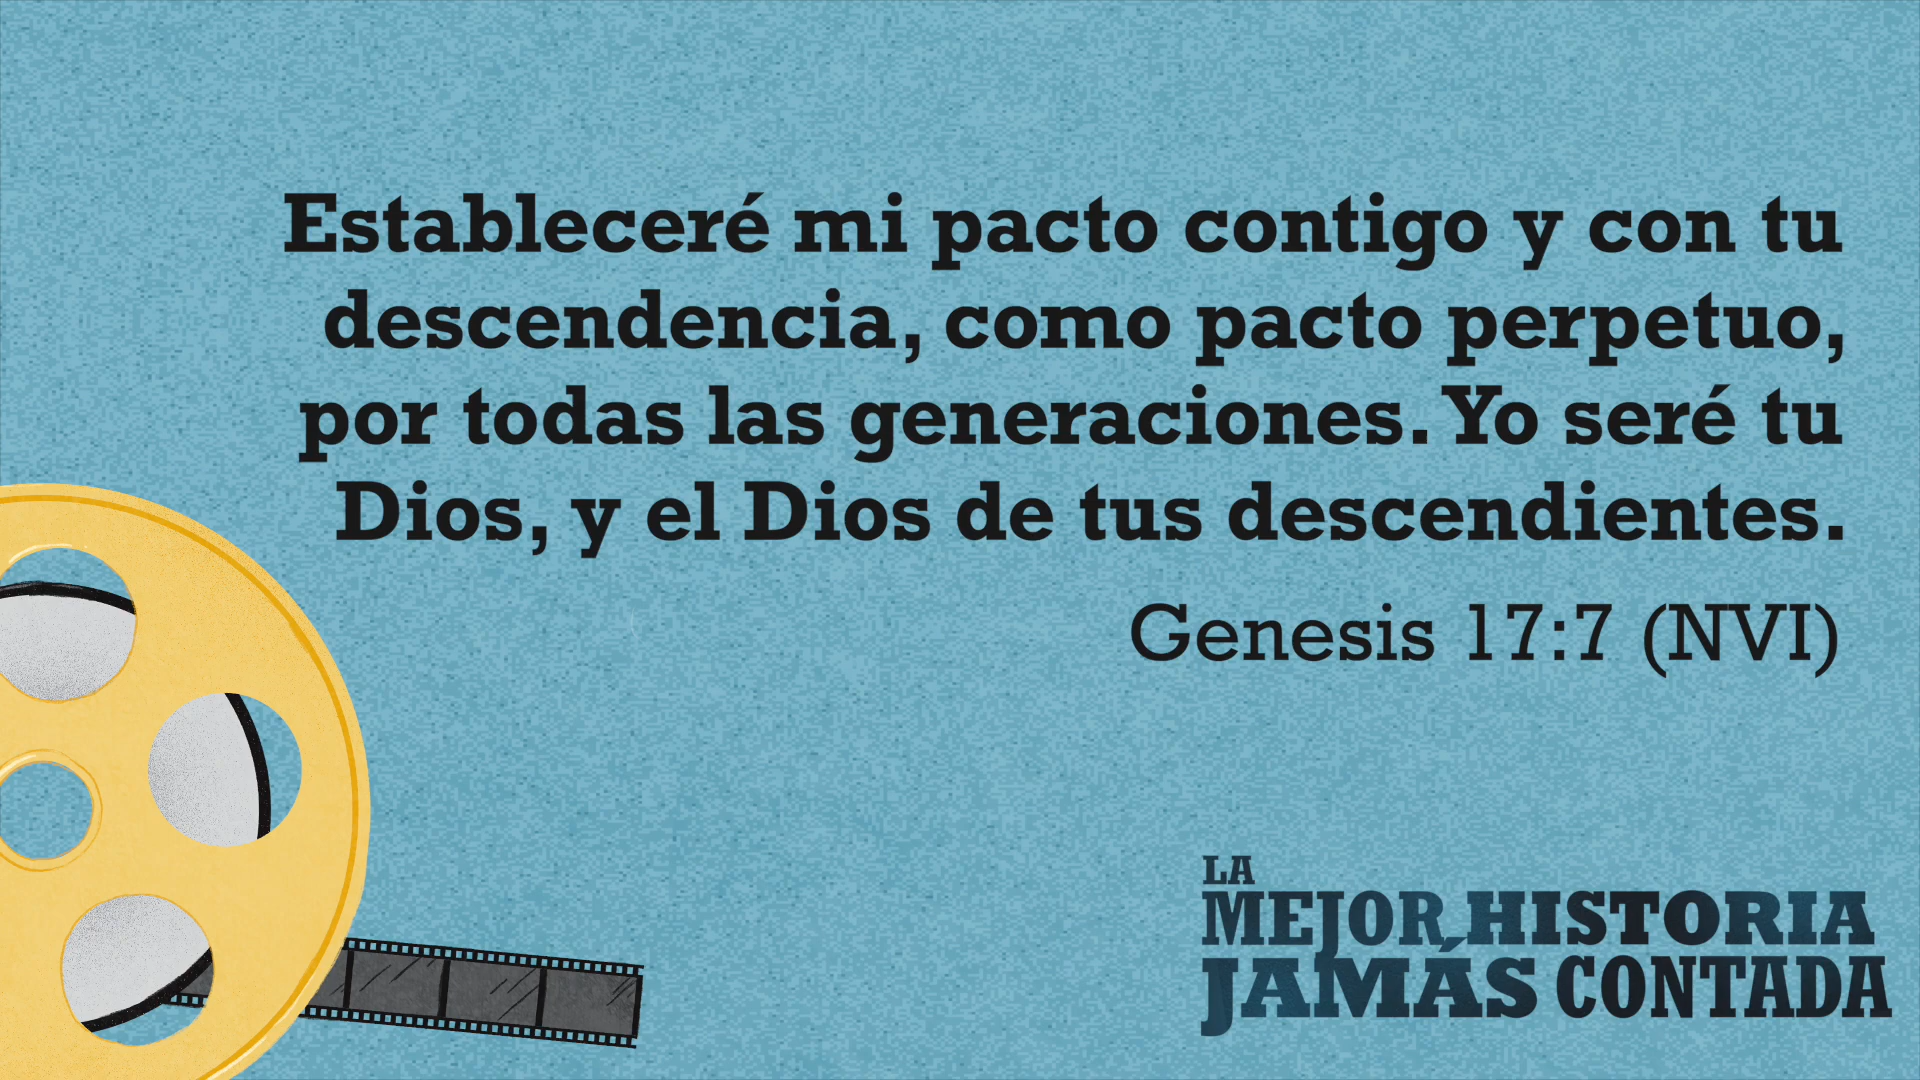 Estableceré mi pacto contigo y con tu
descendencia, como pacto perpetuo,
por todas las generaciones. Yo seré tu
Dios, y el Dios de tus descendientes.
Genesis 17:7 (NVI)
LA
MEJOR HISTORIA
JAMÁS CONTADA